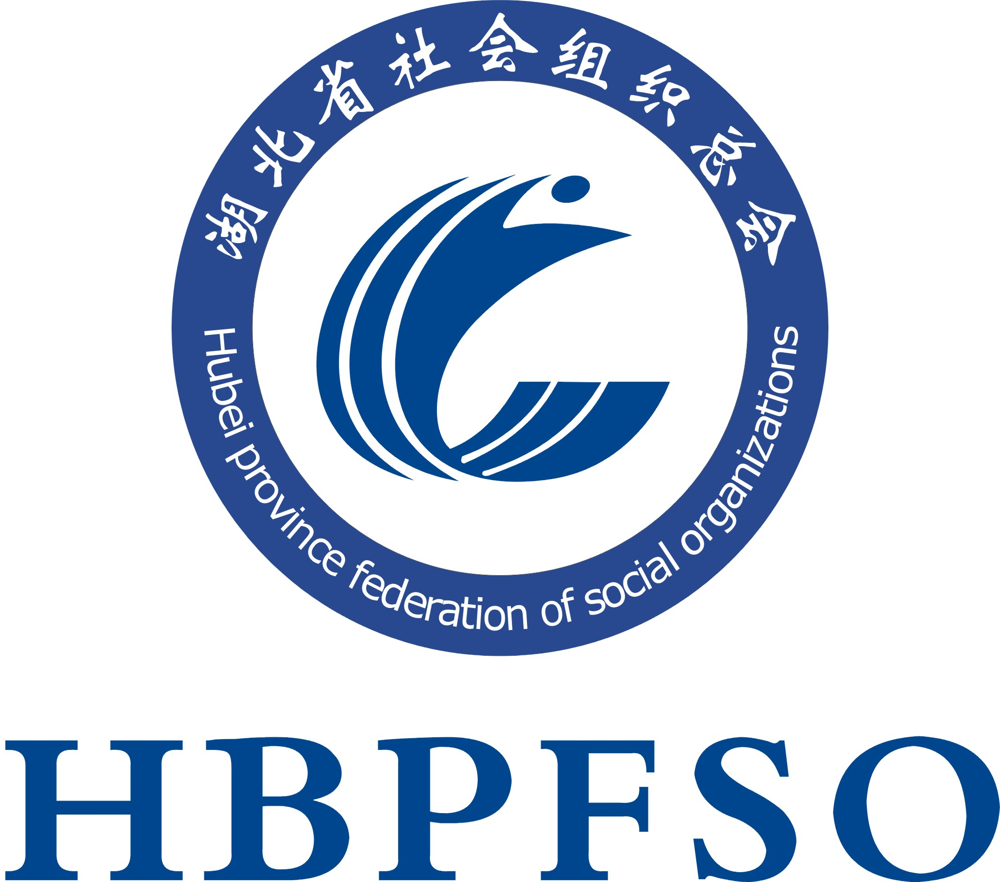 湖北省社会组织总会
Hubei province federation of social organizations
HBPFSO